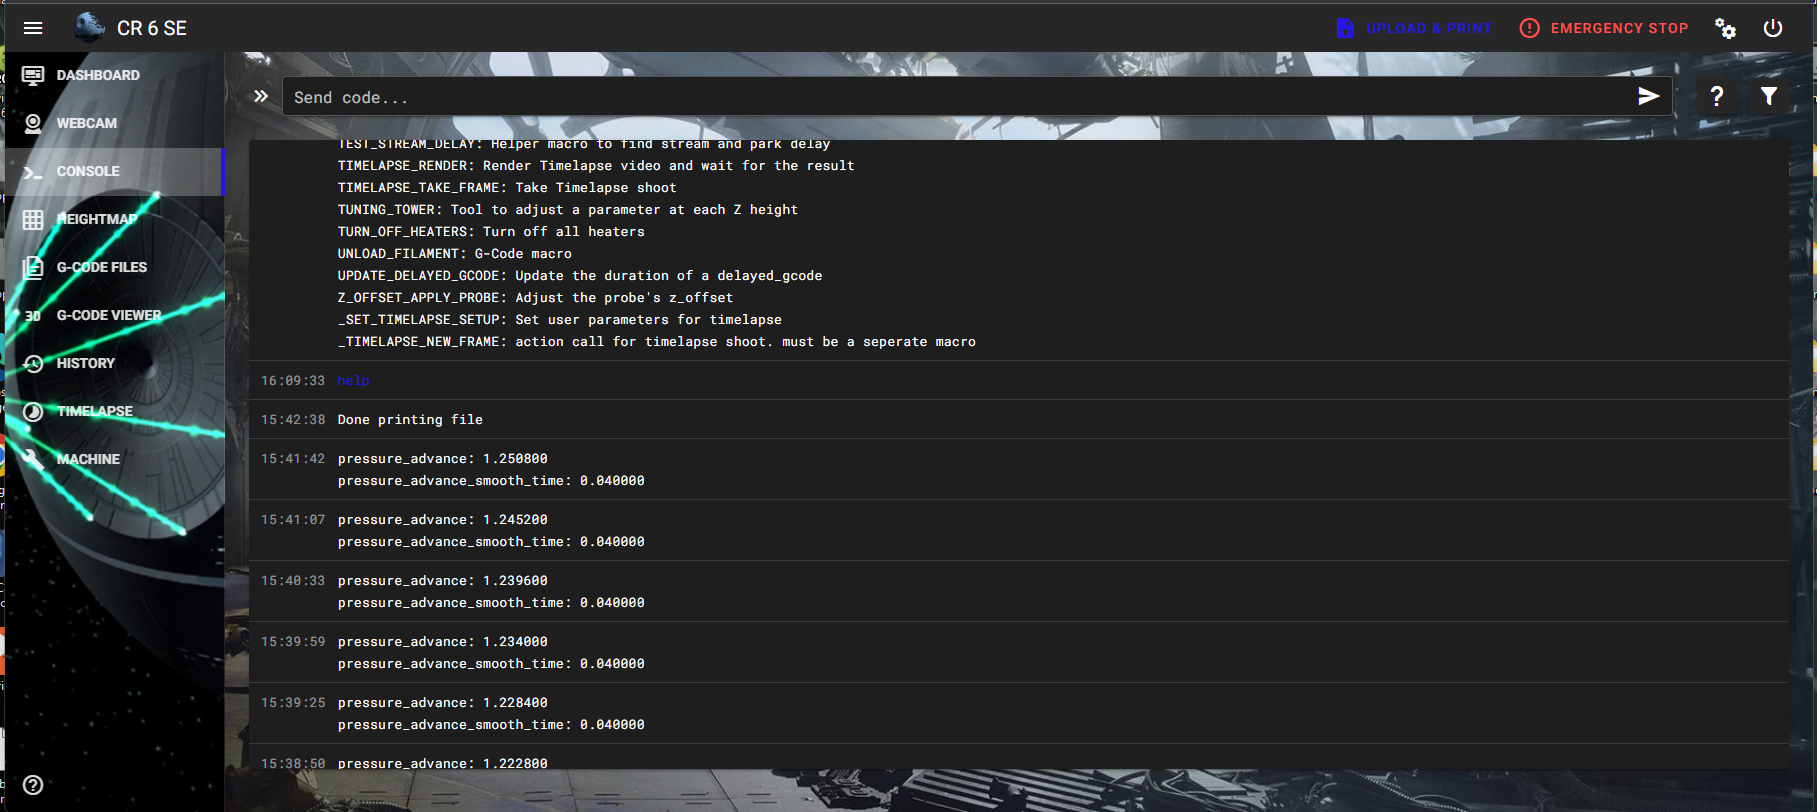 CR 6 SE
UPLOAD & PRINT
EMERGENCY STOP
DASHBOARD
WEBCAM
CONSOLE
HEIGHTMAP
G-CODE FILES
3D G-CODE VIEWER
HISTORY
TIMELAPSE
MACHINE
Send code...
TEST_STREAM_DELAY: Helper macro to find stream and park delay
TIMELAPSE_RENDER: Render Timelapse video and wait for the result
TIMELAPSE_TAKE_FRAME: Take Timelapse shoot
TUNING_TOWER: Tool to adjust a parameter at each Z height
TURN_OFF_HEATERS: Turn off all heaters
UNLOAD_FILAMENT: G-Code macro
UPDATE_DELAYED_GCODE: Update the duration of a delayed_gcode
Z_OFFSET_APPLY_PROBE: Adjust the probe's z_offset
_SET_TIMELAPSE_SETUP: Set user parameters for timelapse
_TIMELAPSE_NEW_FRAME: action call for timelapse shoot. must be a seperate macro
16:09:33 help
15:42:38 Done printing file
15:41:42 pressure_advance: 1.250800
pressure_advance_smooth_time: 0.040000
15:41:07 pressure_advance: 1.245200
pressure_advance_smooth_time: 0.040000
15:40:33 pressure_advance: 1.239600
pressure_advance_smooth_time: 0.040000
15:39:59 pressure_advance: 1.234000
pressure_advance_smooth_time: 0.040000
15:39:25 pressure_advance: 1.228400
pressure_advance_smooth_time: 0.040000
15:38:50 pressure_advance: 1.222800